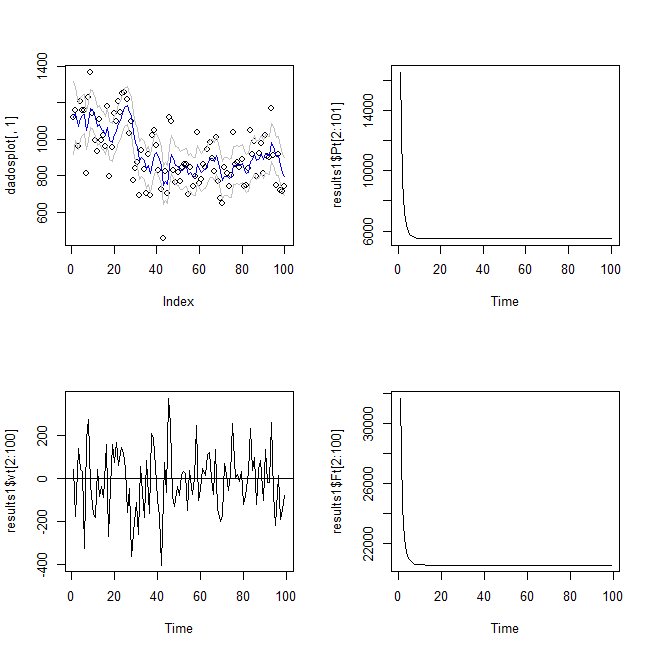 dadosplot[, 1]
600 800 1000 1400
0 20 40 60 80 100
Index
results1$Pt[2:101]
6000 10000 14000
0 20 40 60 80 100
Time
results1$vt[2:100]
-400 -200 0 200
0 20 40 60 80 100
Time
results1$Ft[2:100]
22000 26000 30000
0 20 40 60 80 100
Time